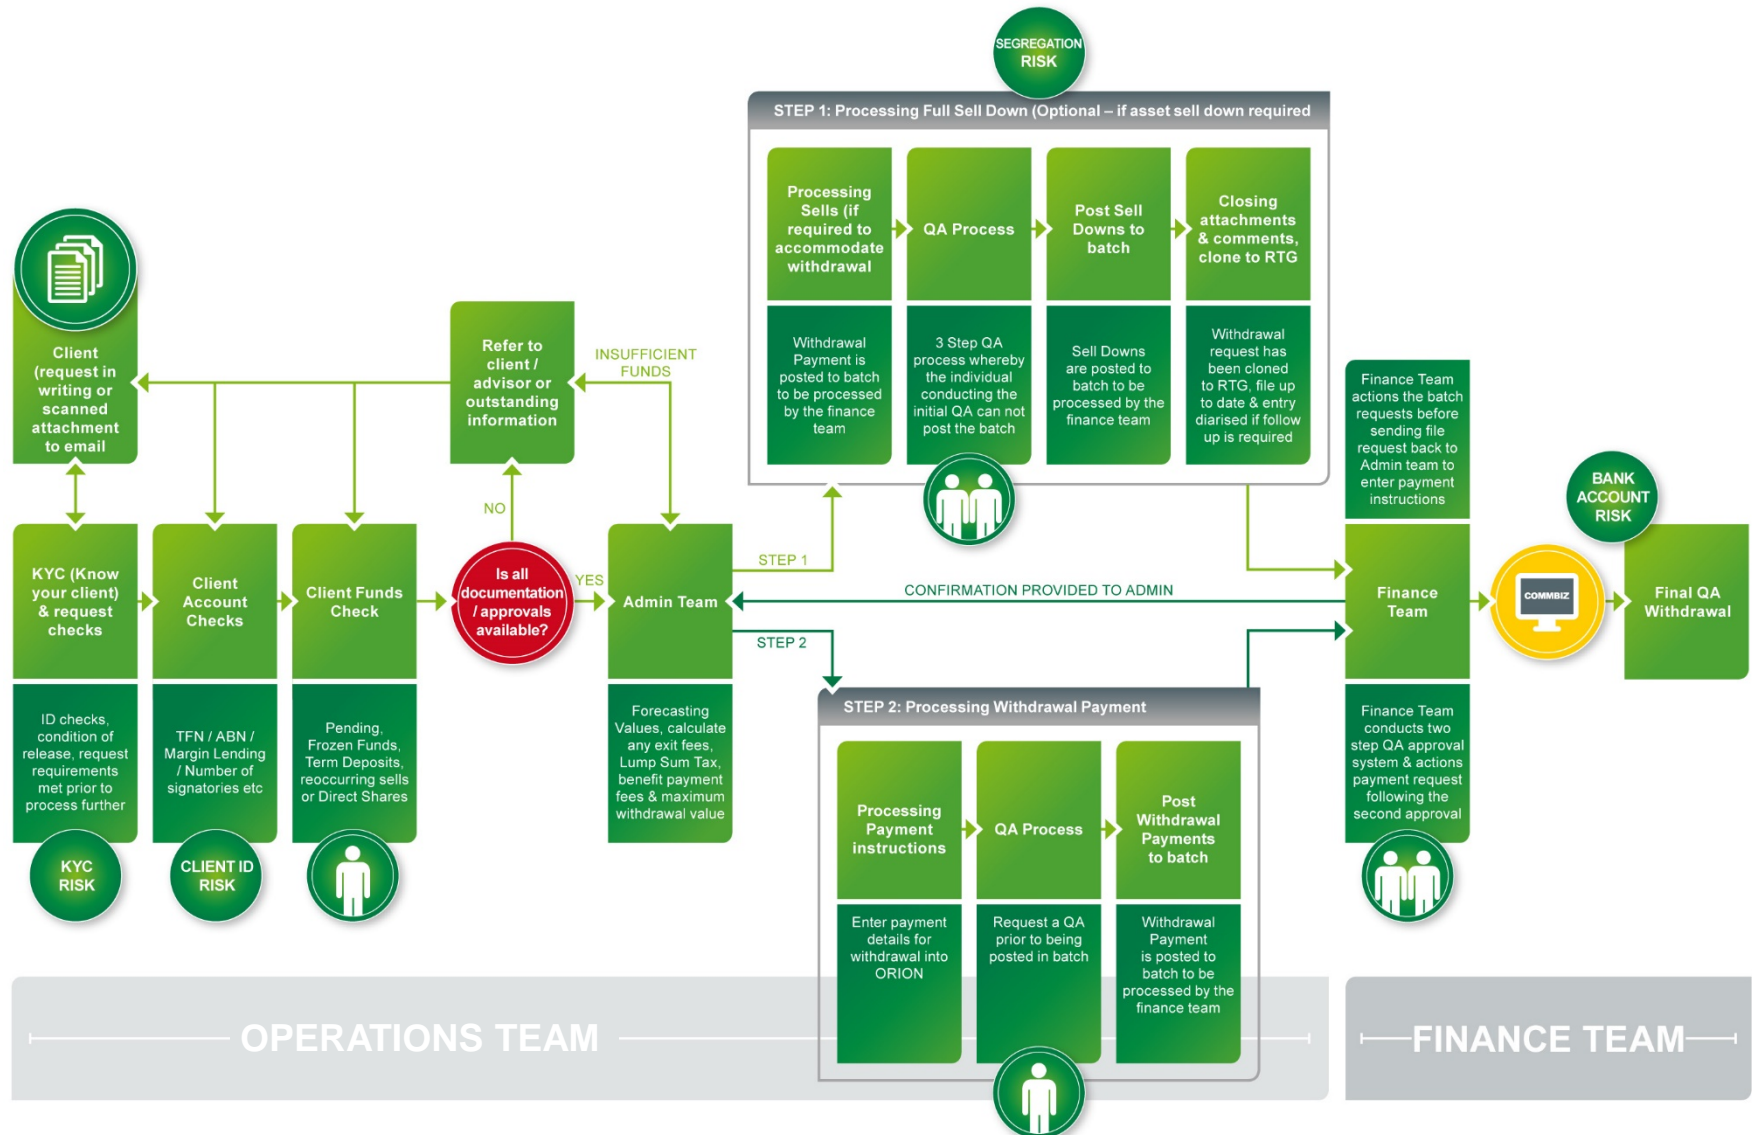 SEGREGATION
RISK
STEP 1: Processing Full Sell Down (Optional – if asset sell down required
Processing
Sells (if
required to
accommodate
withdrawal
QA Process
Post Sell
Downs to
batch
Closing
attachments
& comments,
clone to RTG
Withdrawal
Payment is
posted to batch
to be processed
by the finance
team
3 Step QA
process whereby
the individual
conducting the
initial QA can not
post the batch
Sell Downs
are posted to
batch to be
processed by the
finance team
Withdrawal
request has
been cloned
to RTG, file up
to date & entry
diarised if follow
up is required
Client
(request in
writing or
scanned
attachment
to email
Refer to
client /
advisor or
outstanding
information
INSUFFICIENT
FUNDS
NO
KYC (Know
your client)
& request
checks
Client
Account
Checks
Client Funds
Check
Is all
documentation
/ approvals
available?
YES
Admin Team
STEP 1
CONFIRMATION PROVIDED TO ADMIN
STEP 2
ID checks,
condition of
release, request
requirements
met prior to
process further
TFN / ABN /
Margin Lending
/ Number of
signatories etc
Pending,
Frozen Funds,
Term Deposits,
reoccurring sells
or Direct Shares
Forecasting
Values, calculate
any exit fees,
Lump Sum Tax,
benefit payment
fees & maximum
withdrawal value
KYC
RISK
CLIENT ID
RISK
STEP 2: Processing Withdrawal Payment
Processing
Payment
instructions
QA Process
Post
Withdrawal
Payments
to batch
Enter payment
details for
withdrawal into
ORION
Request a QA
prior to being
posted in batch
Withdrawal
Payment
is posted to
batch to be
processed by the
finance team
Finance Team
actions the batch
requests before
sending file
request back to
Admin team to
enter payment
instructions
Finance
Team
Finance Team
conducts two
step QA approval
system & actions
payment request
following the
second approval
COMMBIZ
BANK
ACCOUNT
RISK
Final QA
Withdrawal
OPERATIONS TEAM
FINANCE TEAM